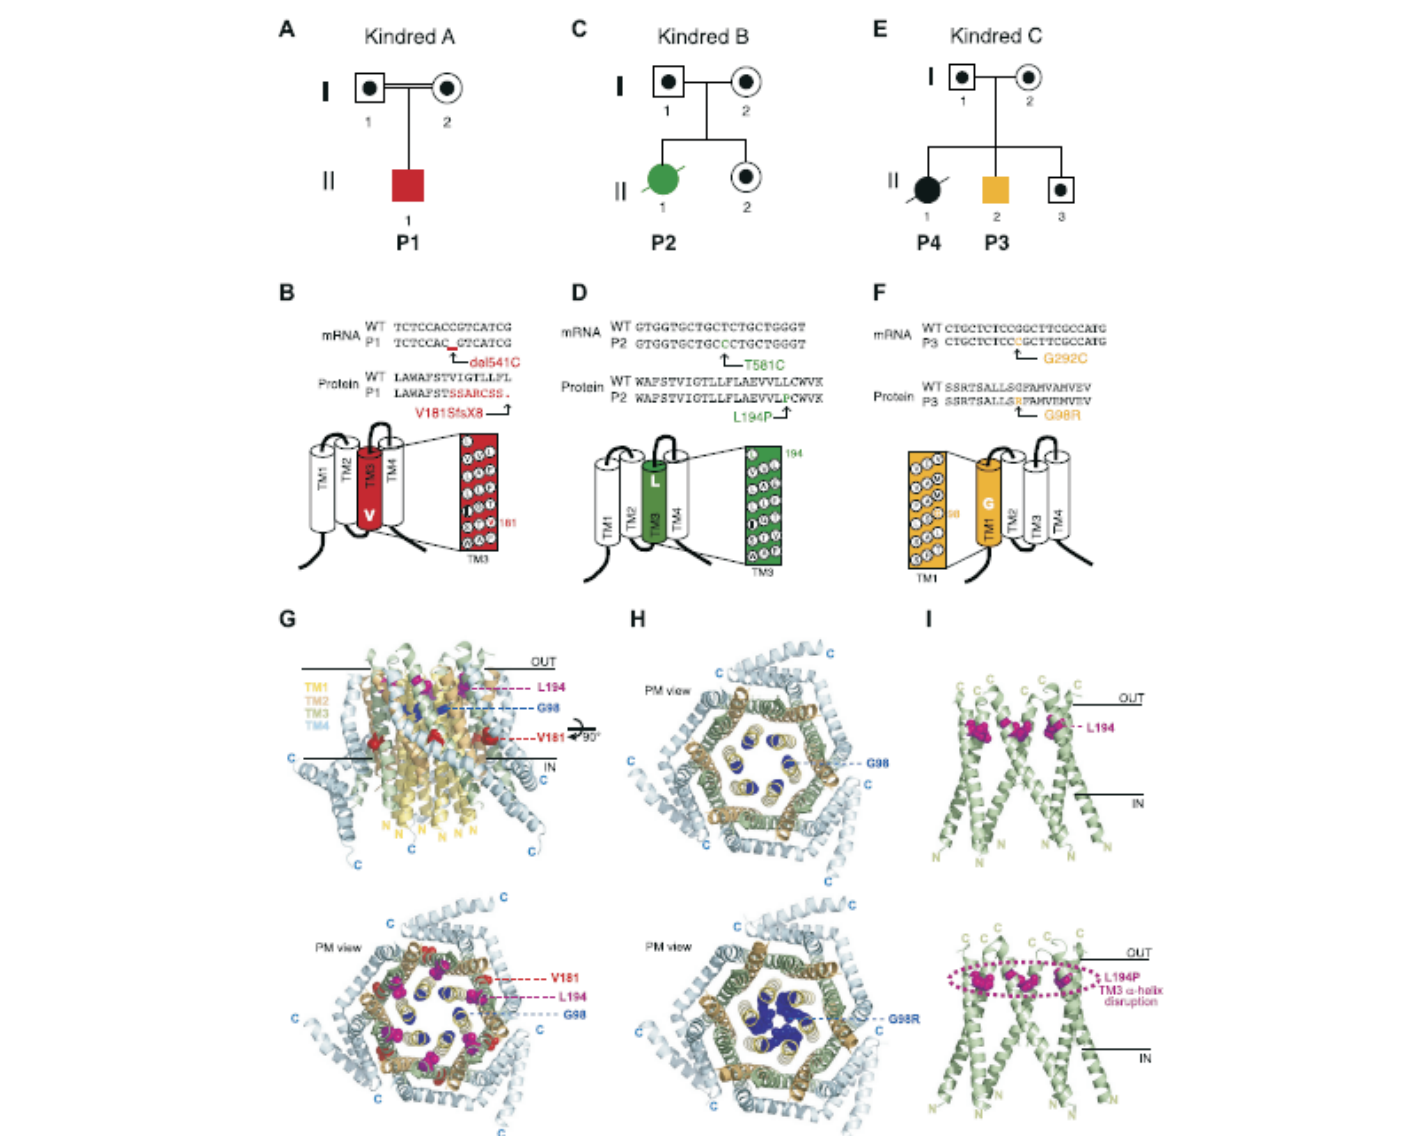 A
Kindred A
I
1
2
II
1
P1
C
Kindred B
I
1
2
II
1
2
P2
E
Kindred C
I
1
2
II
1
2
3
P4
P3
B
mRNA
WT TCTCCACCGTCATCG
P1 TCTCCAC_GTCATCG
del541C
Protein
WT LAWAFSTVIGTLLFL
P1 LAWAFSTSSARCSS.
V181SfsX8
TM1
TM2
TM3
TM4
V
181
TM3
D
mRNA
WT GTGGTGCTGCTCTGCTGGGT
P2 GTGGTGCTGCCCTGCTGGGT
T581C
Protein
WT WAFSTVIGTLLFLAEVVLLCWVK
P2 WAFSTVIGTLLFLAEVVLPCWVK
L194P
TM1
TM2
TM3
TM4
L
194
TM3
F
mRNA
WT CTGCTCTCCGGCTTCGCCATG
P3 CTGCTCTCCCGCTTCGCCATG
G292C
Protein
WT SSRTSALLSGFAMVAMVEV
P3 SSRTSALLSRFAMVEMVEV
G98R
98
TM1
G
TM1
TM2
TM3
TM4
G
OUT
TM1
TM2
TM3
TM4
L194
G98
V181
90°
IN
C
C
N
N
N
N
N
N
C
C
C
C
C
PM view
V181
L194
G98
C
C
C
C
H
C
C
PM view
C
G98
C
C
C
C
C
PM view
G98R
C
C
C
I
C
C
C
C
C
OUT
L194
IN
N
N
N
N
N
N
C
C
C
C
C
OUT
L194P
TM3 α-helix
disruption
IN
N
N
N
N
N
N